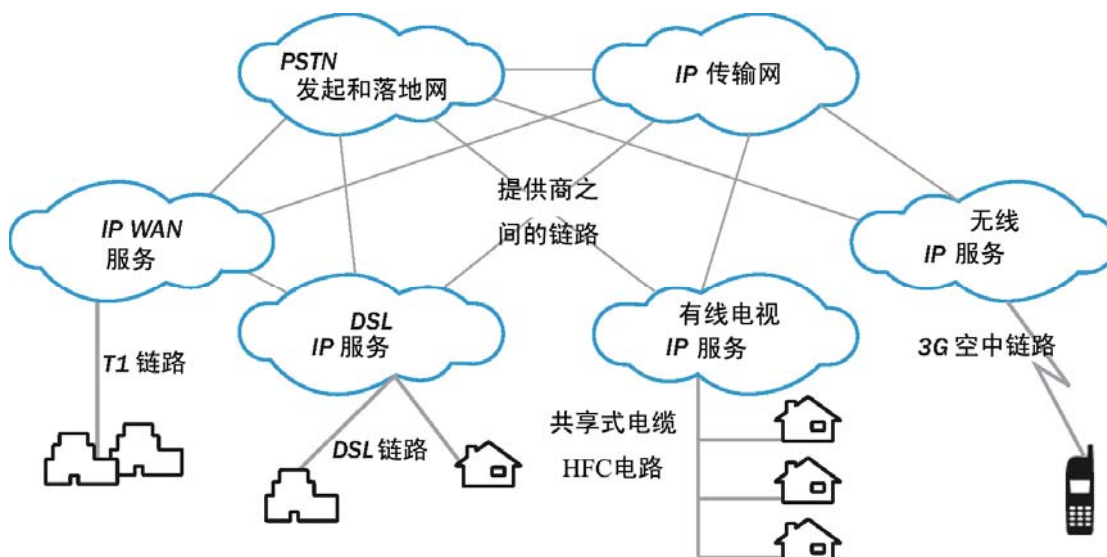 PSTN
发起和落地网
IP 传输网
提供商之
间的链路
IP WAN
服务
无线
IP 服务
DSL
IP 服务
有线电视
IP 服务
T1 链路
3G 空中链路
DSL 链路
共享式电缆
HFC电路